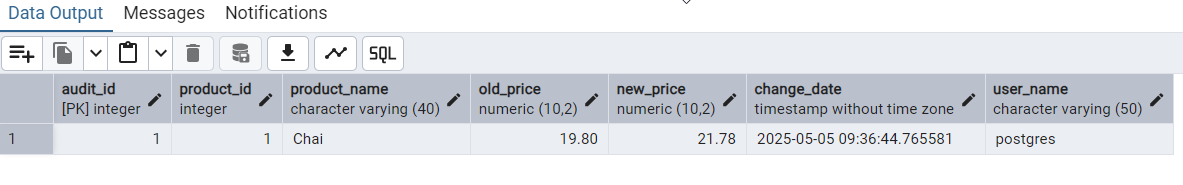 Data Output Messages Notifications
SQL
audit_id product_id product_name old_price new_price change_date user_name
[PK] integer integer character varying (40) numeric (10,2) numeric (10,2) timestamp without time zone character varying (50)
1 1 1 Chai 19.80 21.78 2025-05-05 09:36:44.765581 postgres